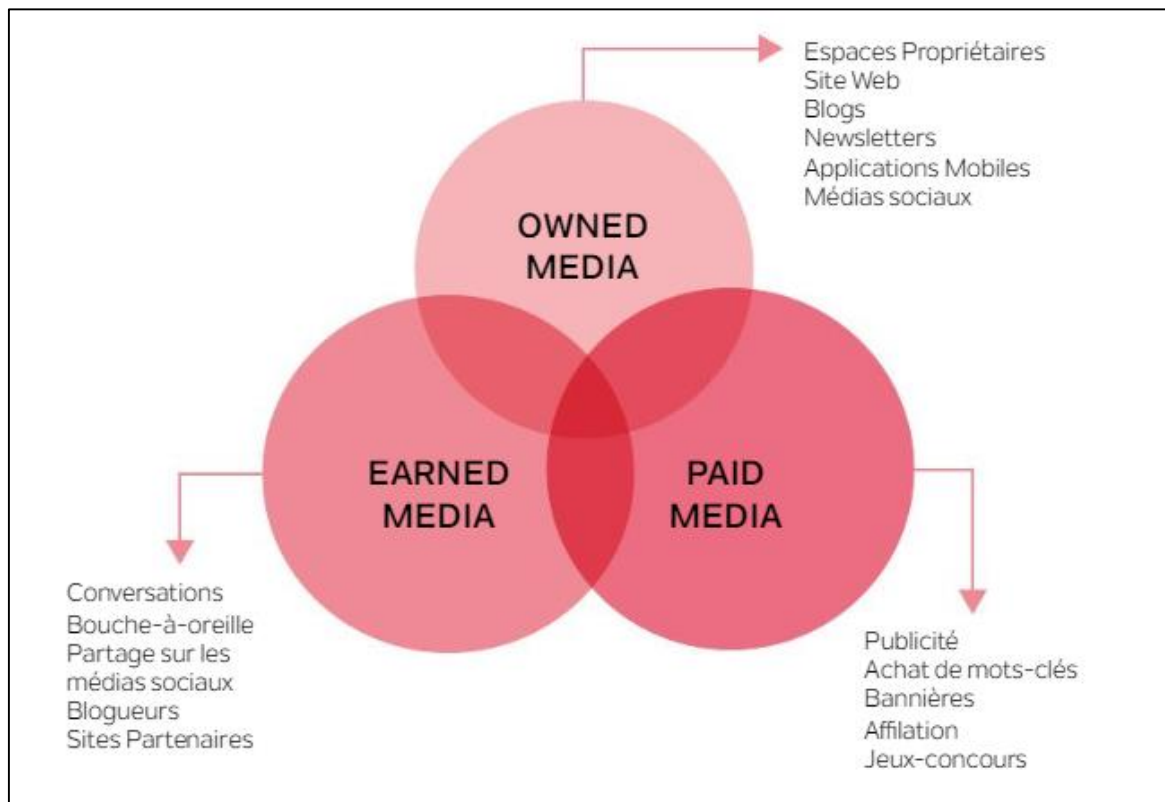 Espaces Propriétaires
Site Web
Blogs
Newsletters
Applications Mobiles
Médias sociaux
OWNED
MEDIA
EARNED
MEDIA
PAID
MEDIA
Conversations
Bouche-à-oreille
Partage sur les
médias sociaux
Blogueurs
Sites Partenaires
Publicité
Achat de mots-clés
Bannières
Affilation
Jeux-concours